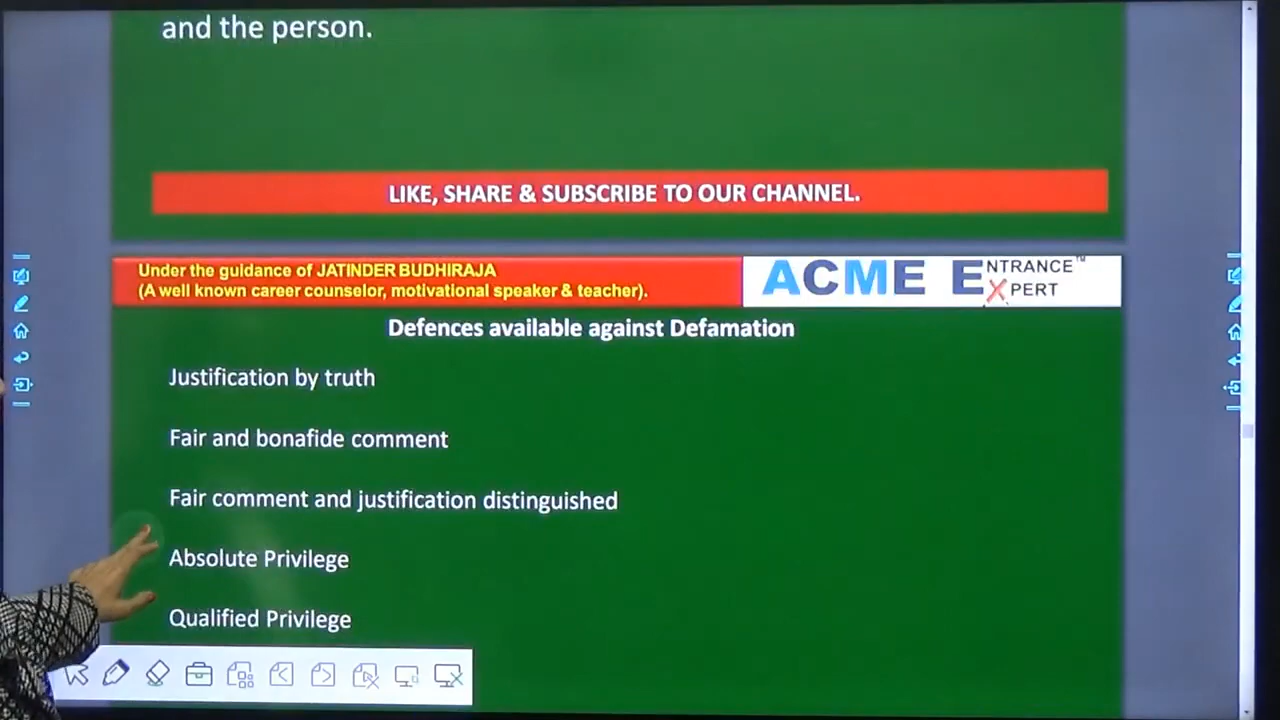 and the person.
LIKE, SHARE & SUBSCRIBE TO OUR CHANNEL.
Under the guidance of JATINDER BUDHIRAJA
(A well known career counselor, motivational speaker & teacher).
ACME ENTRANCE™
EXPERT
Defences available against Defamation
Justification by truth
Fair and bonafide comment
Fair comment and justification distinguished
Absolute Privilege
Qualified Privilege